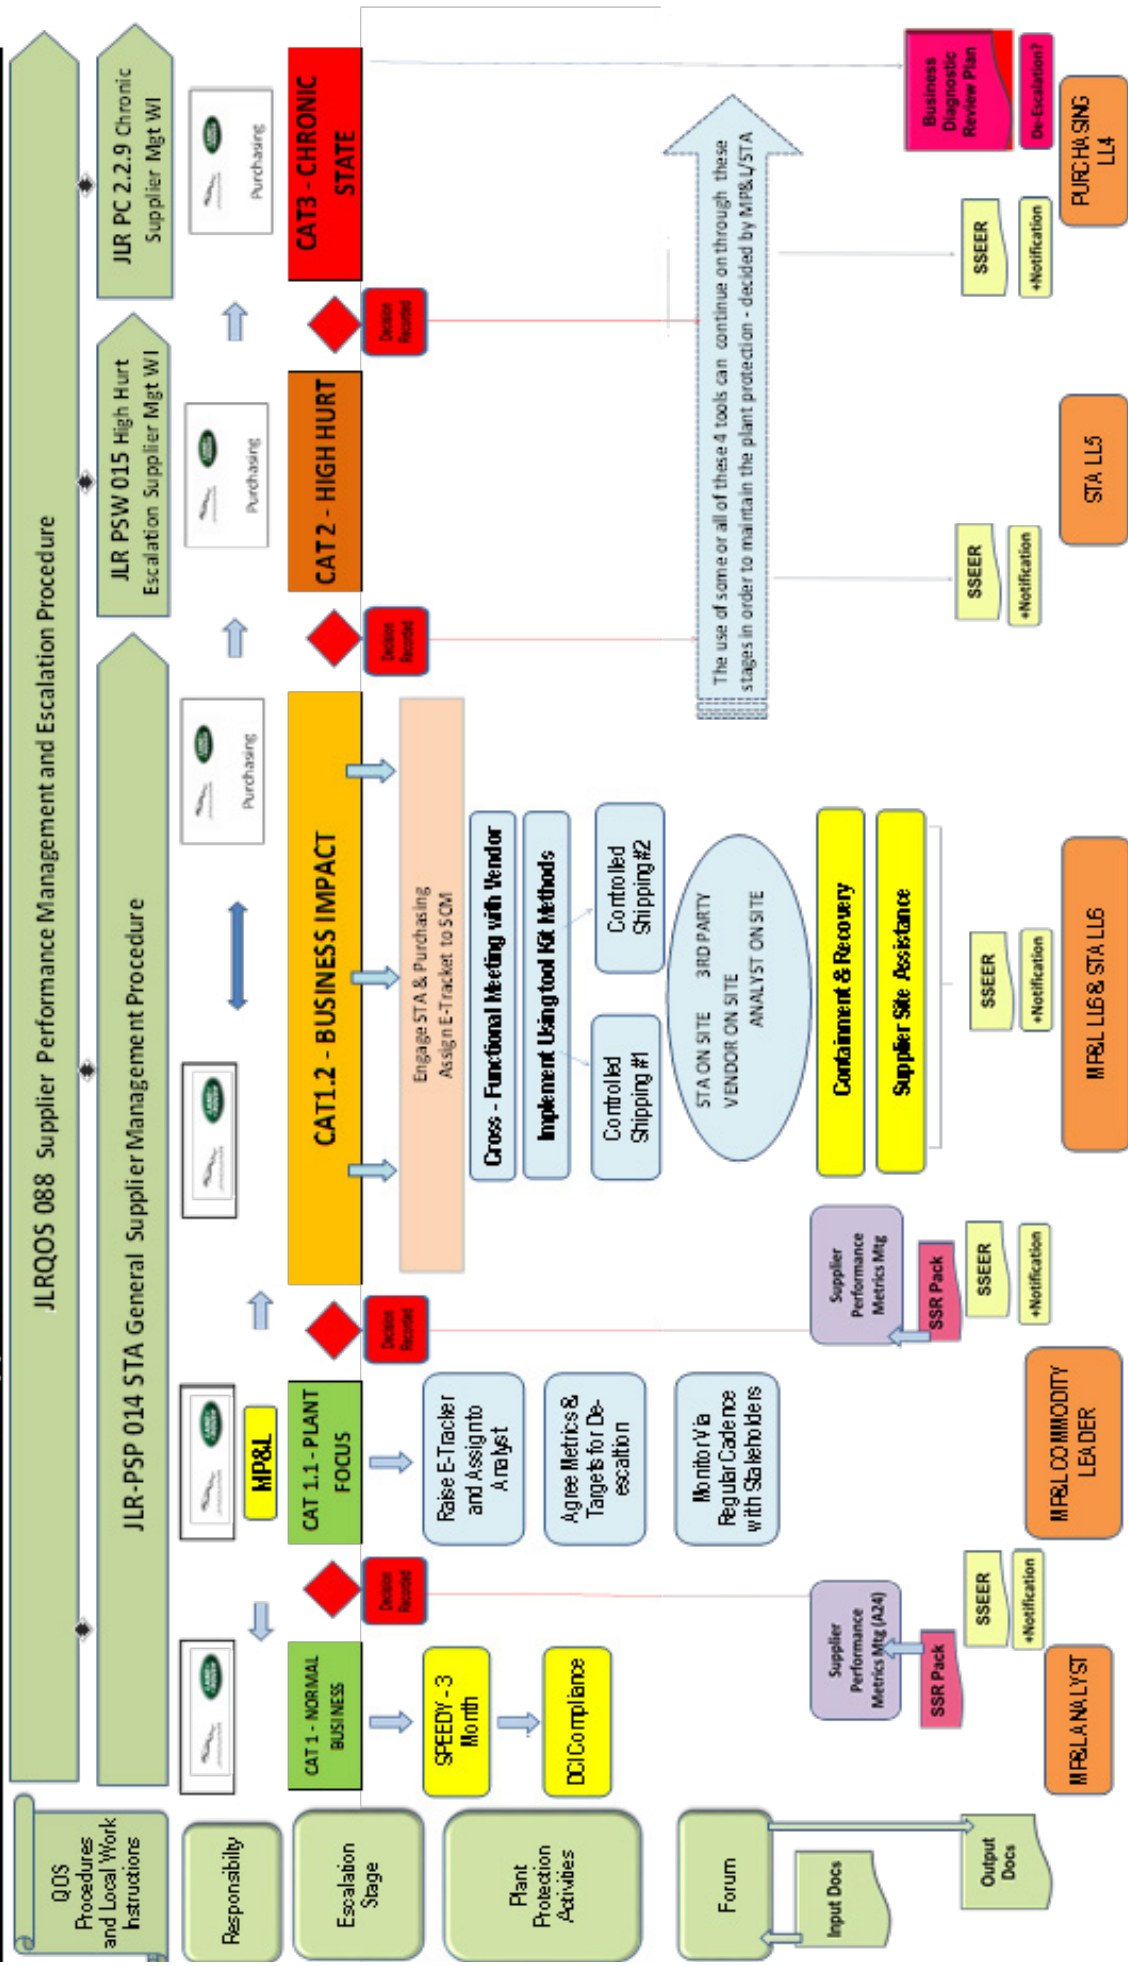 JLRQOS 088 Supplier Performance Management and Escalation Procedure
QOS
Procedures
and Local Work
Instructions
JLR-PSP 014 STA General Supplier Management Procedure
JLR PSW 015 High Hurt
Escalation Supplier Mgt WI
JLR PC 2.2.9 Chronic
Supplier Mgt WI
Responsibilty
LAND ROVER
LAND ROVER
MP&L
LAND ROVER
Purchasing
Purchasing
Purchasing
Escalation
Stage
CAT 1 - NORMAL
BUSINESS
CAT 1.1 - PLANT
FOCUS
CAT1.2 - BUSINESS IMPACT
CAT 2 - HIGH HURT
CAT3 - CHRONIC
STATE
Decision
Recorded
Decision
Recorded
Decision
Recorded
Decision
Recorded
Plant
Protection
Activities
SPEEDY - 3
Month
DCI Compliance
Raise E-Tracker
and Assign to
Analyst
Agree Metrics &
Targets for De-
escaltion
Monitor Via
Regular Cadence
with Stakeholders
Engage STA & Purchasing
Assign E-Tracket to SCM
Cross - Functional Meeting with Vendor
Implement Using tool Kit Methods
Controlled
Shipping #1
Controlled
Shipping #2
STA ON SITE 3RD PARTY
VENDOR ON SITE
ANALYST ON SITE
Containment & Recovery
Supplier Site Assistance
The use of some or all of these 4 tools can continue on through these
stages in order to maintain the plant protection - decided by MP&L/STA
Forum
Input Docs
Output
Docs
Supplier
Performance
Metrics Mtg (A24)
SSR Pack
SSEER
+Notification
MP&L ANALYST
Supplier
Performance
Metrics Mtg
SSR Pack
SSEER
+Notification
MP&L COMMODITY
LEADER
SSEER
+Notification
MP&L LL6 & STA LL6
SSEER
+Notification
STA LL5
SSEER
+Notification
Business
Diagnostic
Review Plan
De-Escalation?
PURCHASING
LL4